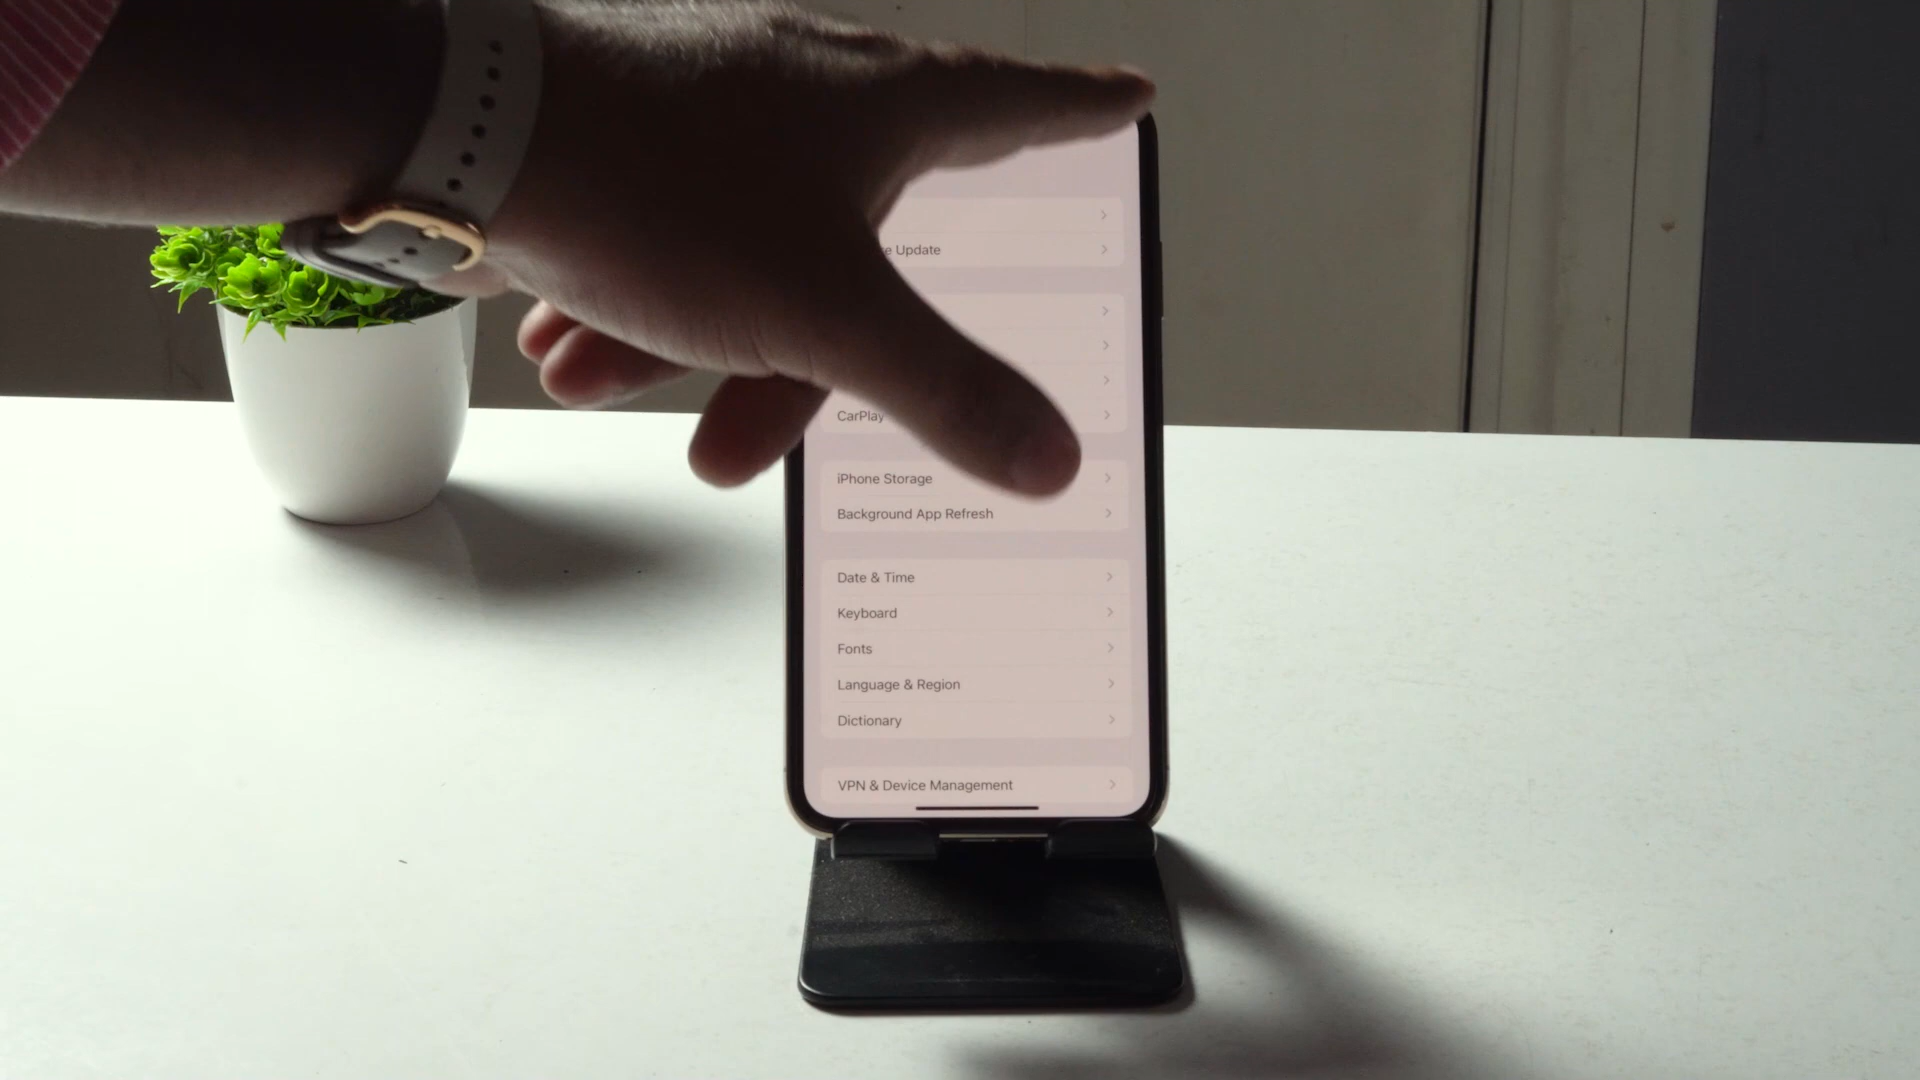 Update
CarPlay
iPhone Storage
Background App Refresh
Date & Time
Keyboard
Fonts
Language & Region
Dictionary
VPN & Device Management